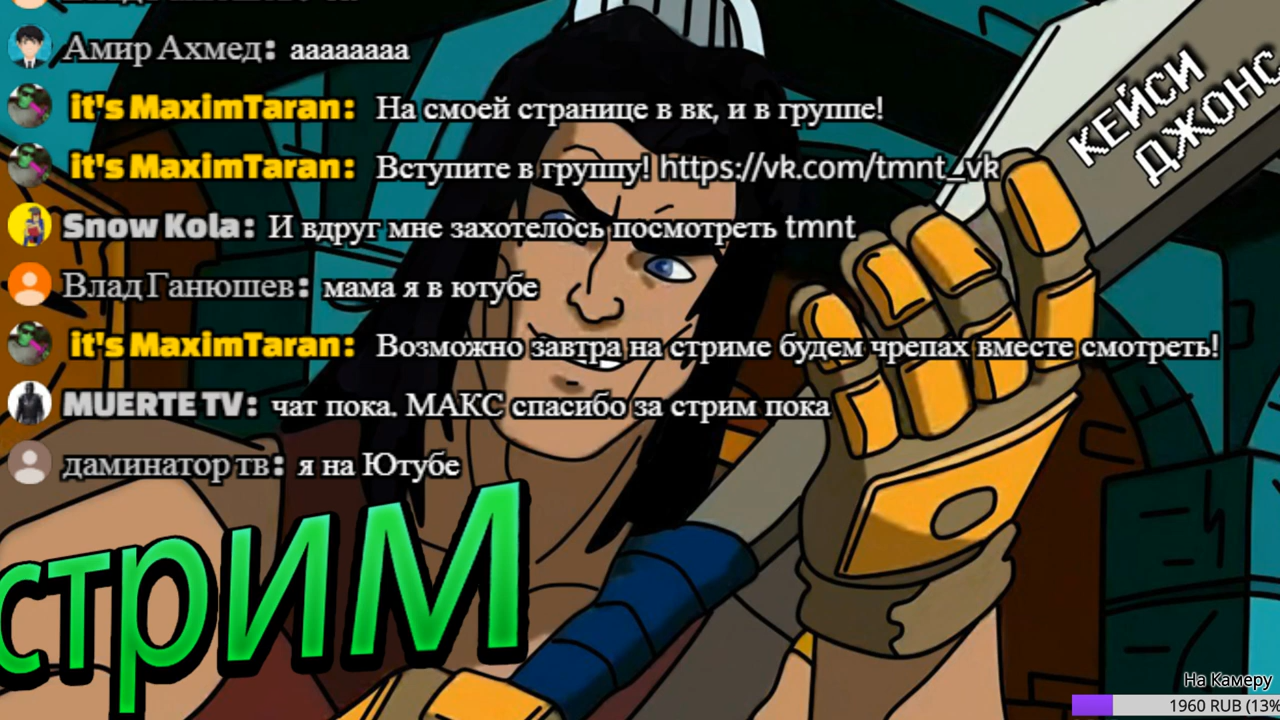 Амир Ахмед: аааааааа
it's MaximTaran: На смоей странице в вк, и в группе!
it's MaximTaran: Вступите в группу! https://vk.com/tmnt_vk
Snow Kola: И вдруг мне захотелось посмотреть tmnt
Влад Ганюшев: мама я в ютубе
it's MaximTaran: Возможно завтра на стриме будем чрепах вместе смотреть!
MUERTE TV: чат пока. МАКС спасибо за стрим пока
даминатор тв: я на Ютубе
КЕЙСИ
ДЖОНС
стрим
На Камеру
1960 RUB (13%